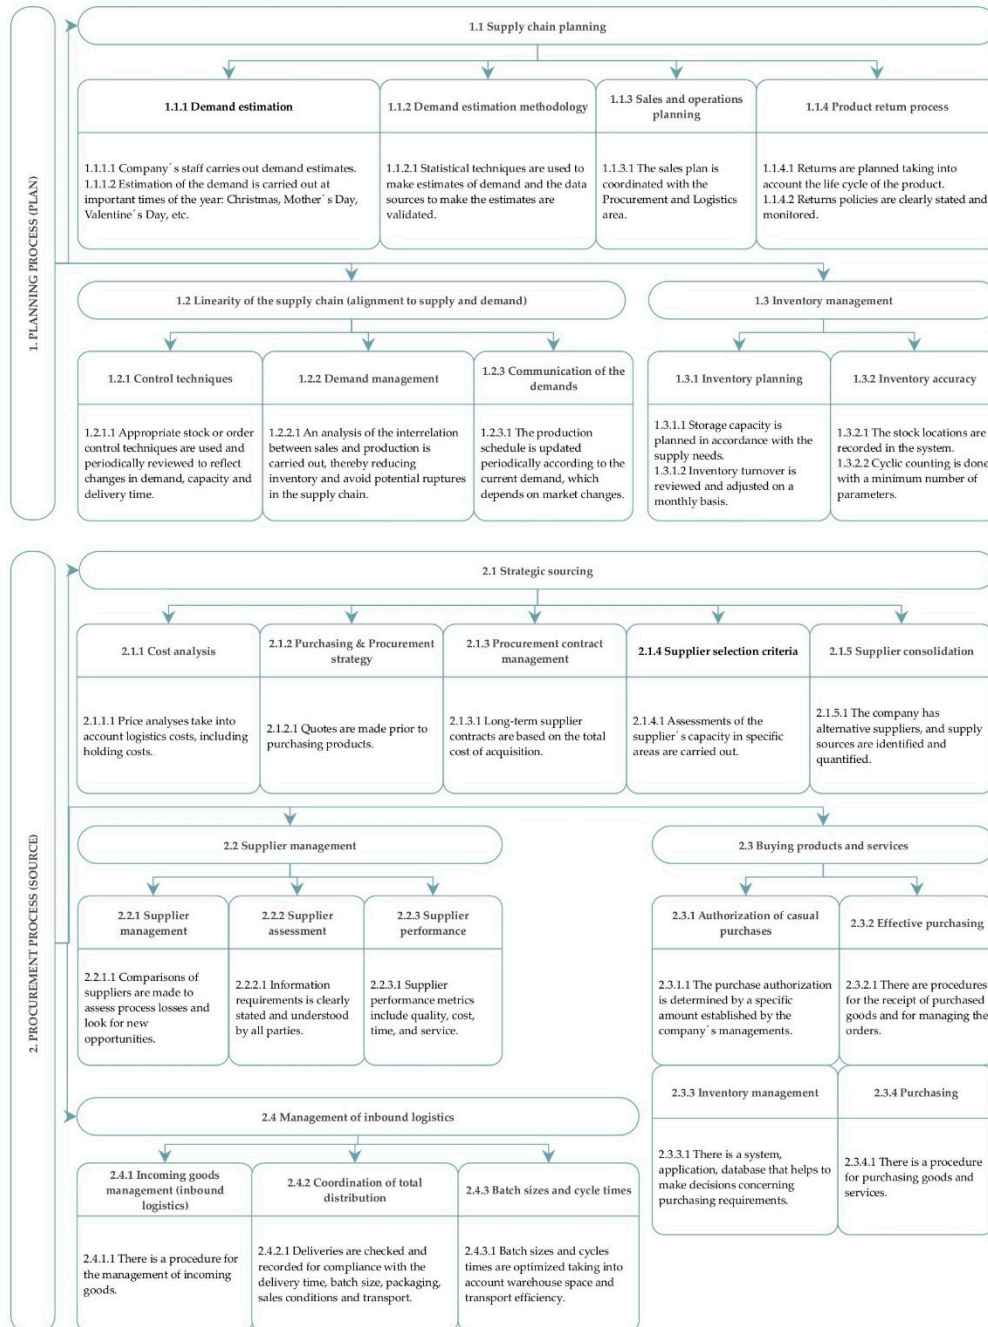 1. PLANNING PROCESS (PLAN)
1.1 Supply chain planning
1.1.1 Demand estimation
1.1.1.1 Company´s staff carries out demand estimates.
1.1.1.2 Estimation of the demand is carried out at
important times of the year: Christmas, Mother´s Day,
Valentine´s Day, etc.
1.1.2 Demand estimation methodology
1.1.2.1 Statistical techniques are used to
make estimates of demand and the data
sources to make the estimates are
validated.
1.1.3 Sales and operations
planning
1.1.3.1 The sales plan is
coordinated with the
Procurement and Logistics
area.
1.1.4 Product return process
1.1.4.1 Returns are planned taking into
account the life cycle of the product.
1.1.4.2 Returns policies are clearly stated and
monitored.
1.2 Linearity of the supply chain (alignment to supply and demand)
1.2.1 Control techniques
1.2.1.1 Appropriate stock or order
control techniques are used and
periodically reviewed to reflect
changes in demand, capacity and
delivery time.
1.2.2 Demand management
1.2.2.1 An analysis of the interrelation
between sales and production is
carried out, thereby reducing
inventory and avoid potential ruptures
in the supply chain.
1.2.3 Communication of the
demands
1.2.3.1 The production
schedule is updated
periodically according to the
current demand, which
depends on market changes.
1.3 Inventory management
1.3.1 Inventory planning
1.3.1.1 Storage capacity is
planned in accordance with the
supply needs.
1.3.1.2 Inventory turnover is
reviewed and adjusted on a
monthly basis.
1.3.2 Inventory accuracy
1.3.2.1 The stock locations are
recorded in the system.
1.3.2.2 Cyclic counting is done
with a minimum number of
parameters.
2. PROCUREMENT PROCESS (SOURCE)
2.1 Strategic sourcing
2.1.1 Cost analysis
2.1.1.1 Price analyses take into
account logistics costs, including
holding costs.
2.1.2 Purchasing & Procurement
strategy
2.1.2.1 Quotes are made prior to
purchasing products.
2.1.3 Procurement contract
management
2.1.3.1 Long-term supplier
contracts are based on the total
cost of acquisition.
2.1.4 Supplier selection criteria
2.1.4.1 Assessments of the
supplier´s capacity in specific
areas are carried out.
2.1.5 Supplier consolidation
2.1.5.1 The company has
alternative suppliers, and supply
sources are identified and
quantified.
2.2 Supplier management
2.2.1 Supplier
management
2.2.1.1 Comparisons of
suppliers are made to
assess process losses and
look for new
opportunities.
2.2.2 Supplier
assessment
2.2.2.1 Information
requirements is clearly
stated and understood
by all parties.
2.2.3 Supplier
performance
2.2.3.1 Supplier
performance metrics
include quality, cost,
time, and service.
2.3 Buying products and services
2.3.1 Authorization of casual
purchases
2.3.1.1 The purchase authorization
is determined by a specific
amount established by the
company´s managements.
2.3.2 Effective purchasing
2.3.2.1 There are procedures
for the receipt of purchased
goods and for managing the
orders.
2.3.3 Inventory management
2.3.3.1 There is a system,
application, database that helps to
make decisions concerning
purchasing requirements.
2.3.4 Purchasing
2.3.4.1 There is a procedure
for purchasing goods and
services.
2.4 Management of inbound logistics
2.4.1 Incoming goods
management (inbound
logistics)
2.4.1.1 There is a procedure for
the management of incoming
goods.
2.4.2 Coordination of total
distribution
2.4.2.1 Deliveries are checked and
recorded for compliance with the
delivery time, batch size, packaging,
sales conditions and transport.
2.4.3 Batch sizes and cycle times
2.4.3.1 Batch sizes and cycles
times are optimized taking into
account warehouse space and
transport efficiency.